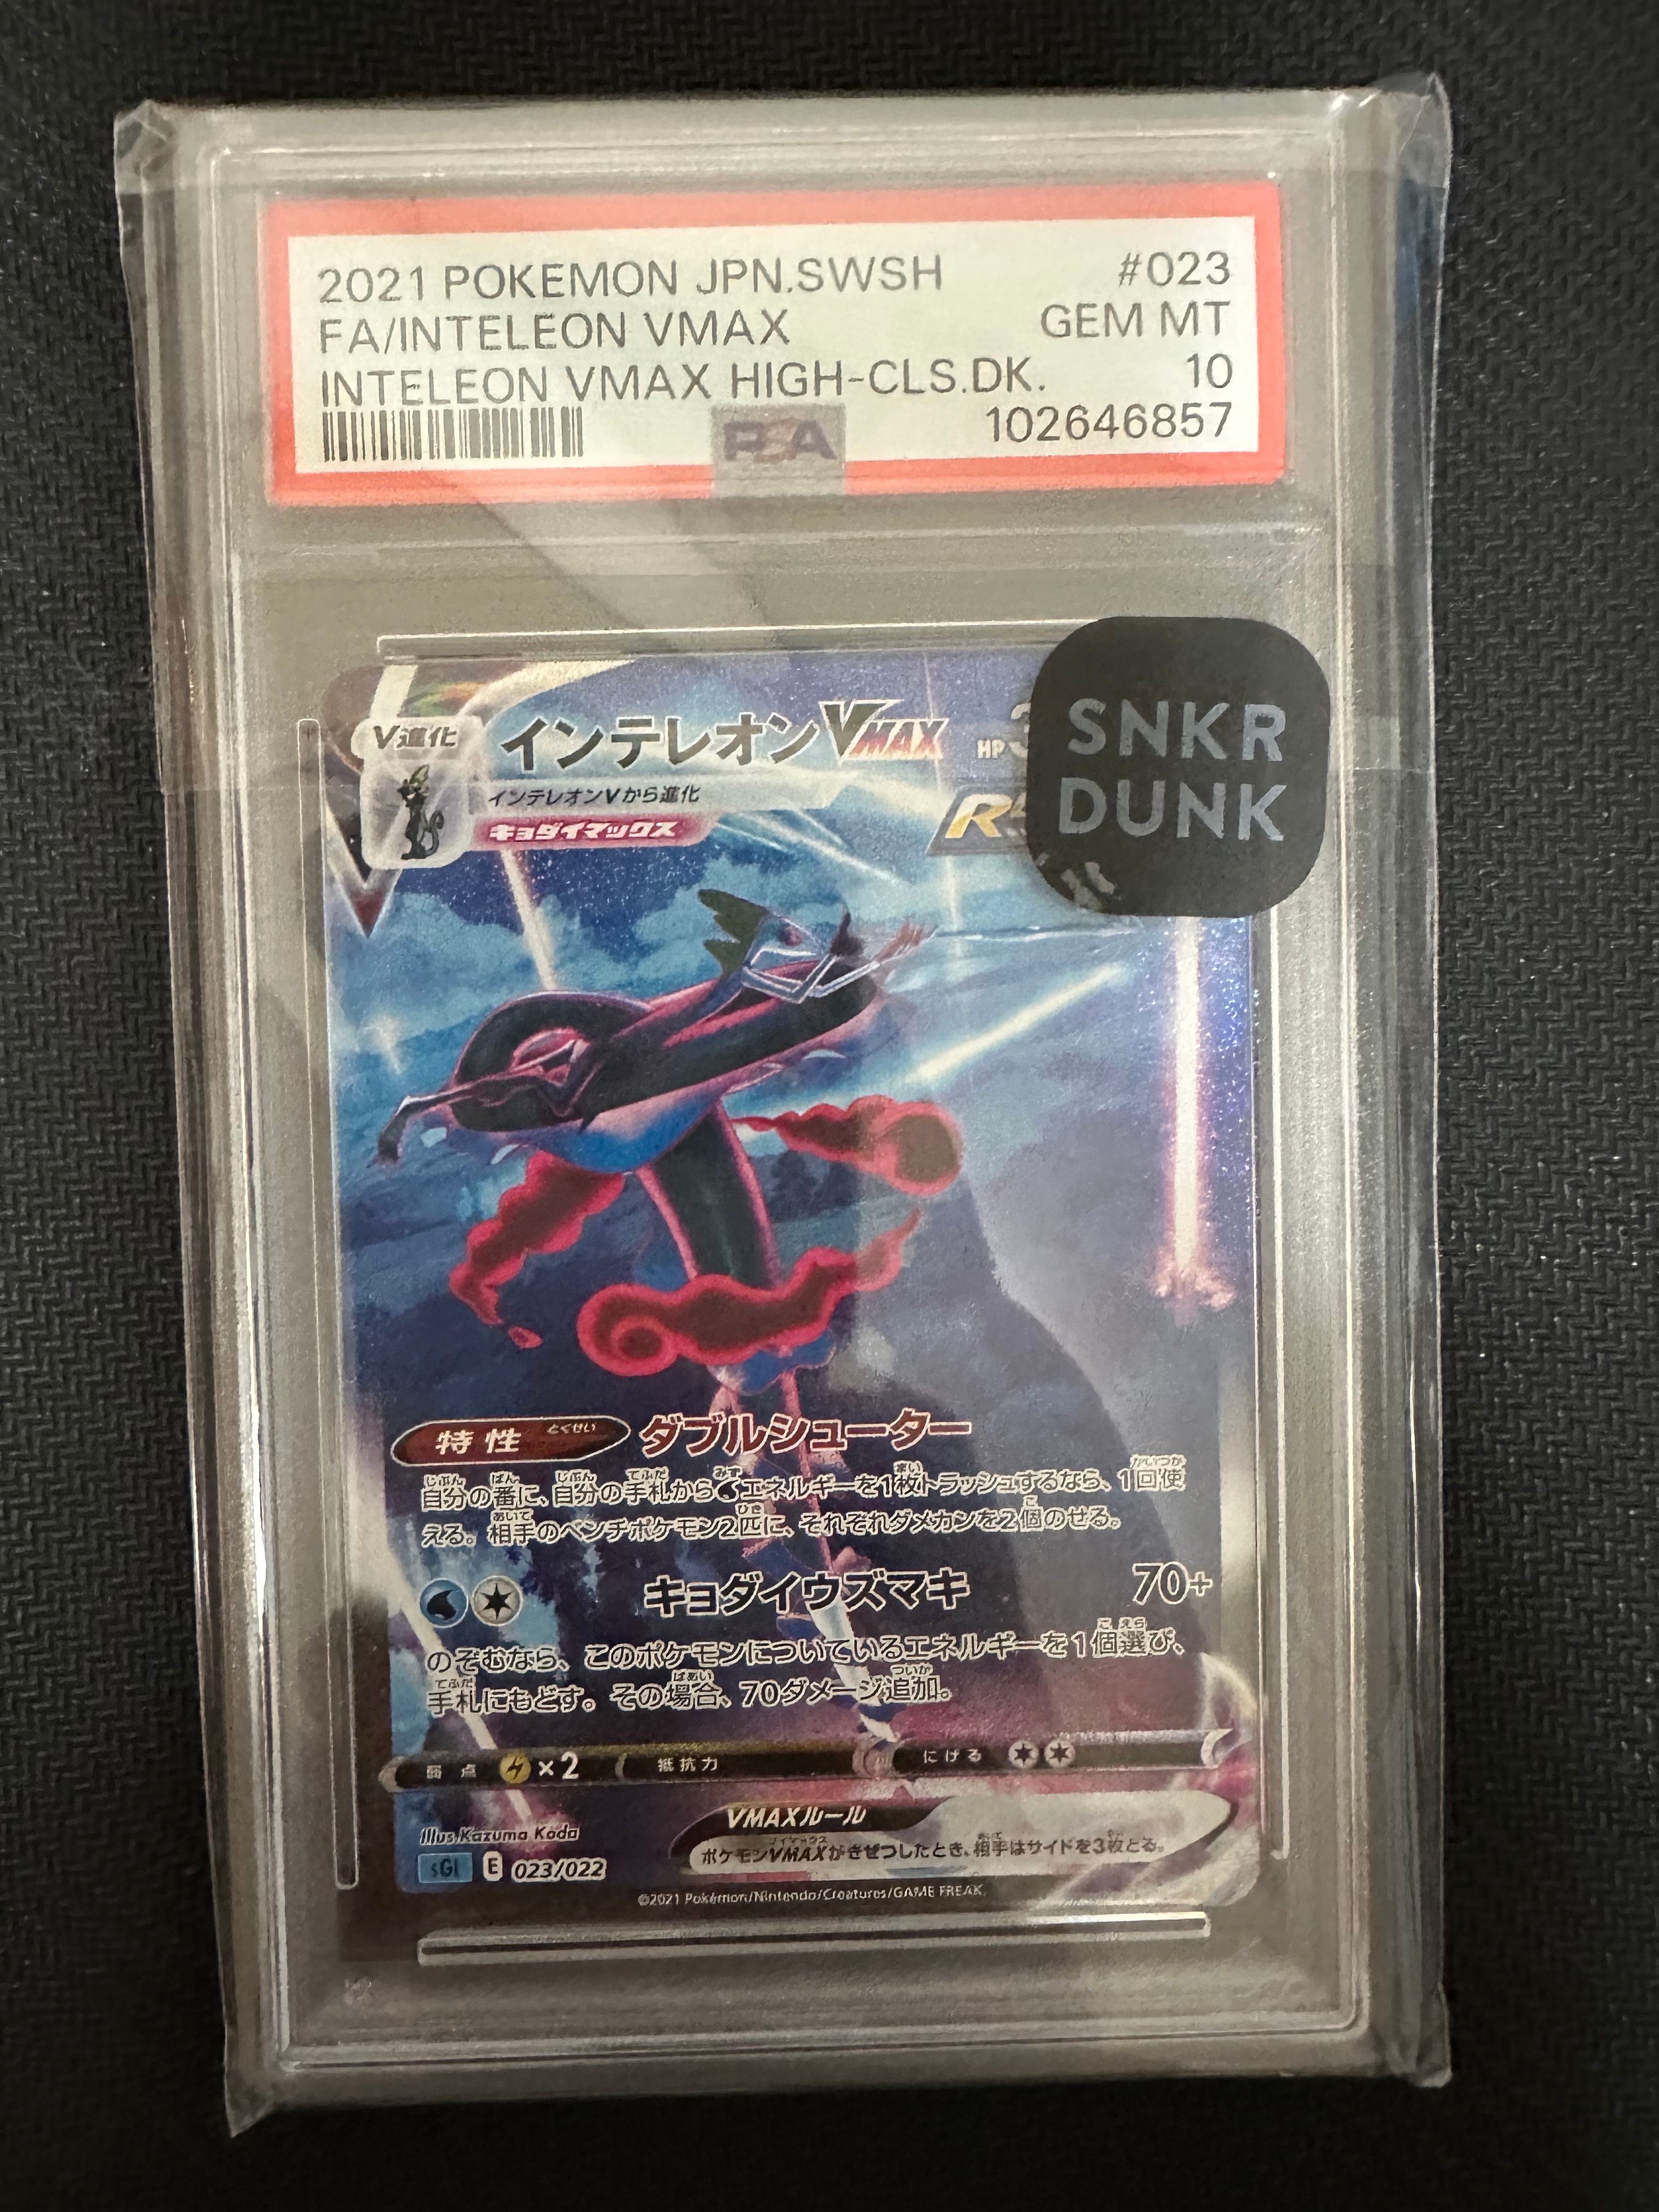 2021 POKEMON JPN.SWSH #023
FA/INTELEON VMAX GEM MT
INTELEON VMAX HIGH-CLS.DK. 10
PSA 102646857
SNKR
DUNK
V進化 インテレオンVMAX HP
インテレオンVから進化
キョダイマックス
特性 とくせい ダブルシューター
自分の番に、自分の手札からエネルギーを1枚トラッシュするなら、1回使
える。相手のベンチポケモン2匹に、それぞれダメカンを2個のせる。
キョダイウズマキ 70+
のぞむなら、このポケモンについているエネルギーを1個選び、
手札にもどす。その場合、70ダメージ追加。
弱点 ×2 抵抗力 にげる
VMAXルール
ポケモンVMAXがきぜつしたとき、相手はサイドを3枚とる。
Illus. Kazuma Koda
sGI E 023/022
©2021 Pokémon/Nintendo/Creatures/GAME FREAK.